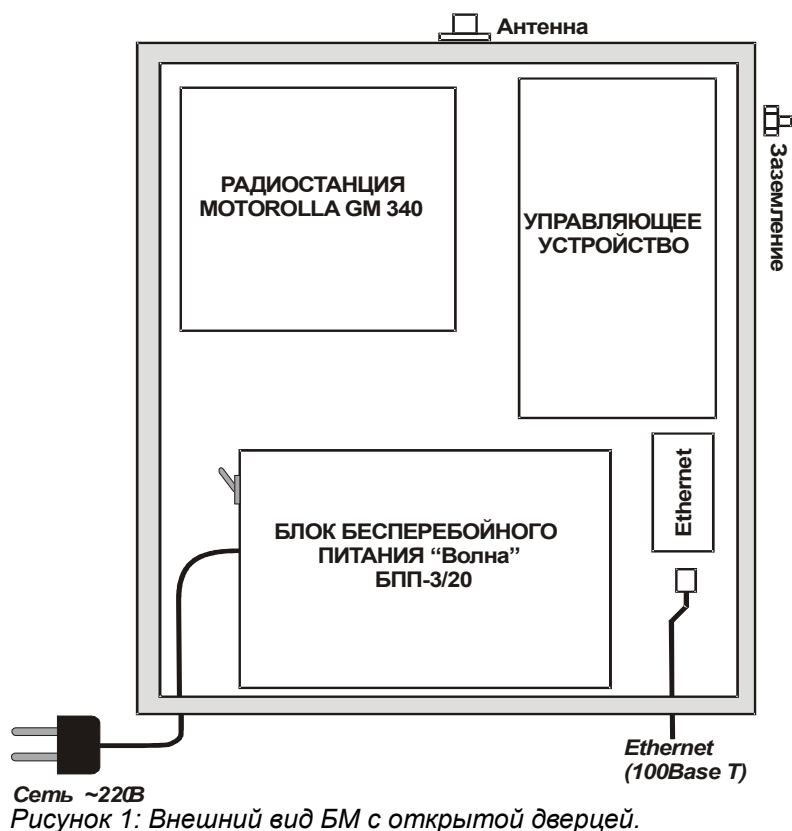 Антенна
Заземление
РАДИОСТАНЦИЯ
MOTOROLLA GM 340
УПРАВЛЯЮЩЕЕ
УСТРОЙСТВО
Ethernet
БЛОК БЕСПЕРЕБОЙНОГО
ПИТАНИЯ “Волна”
БПП-3/20
Ethernet
(100Base T)
Сеть ~220В
Рисунок 1: Внешний вид БМ с открытой дверцей.